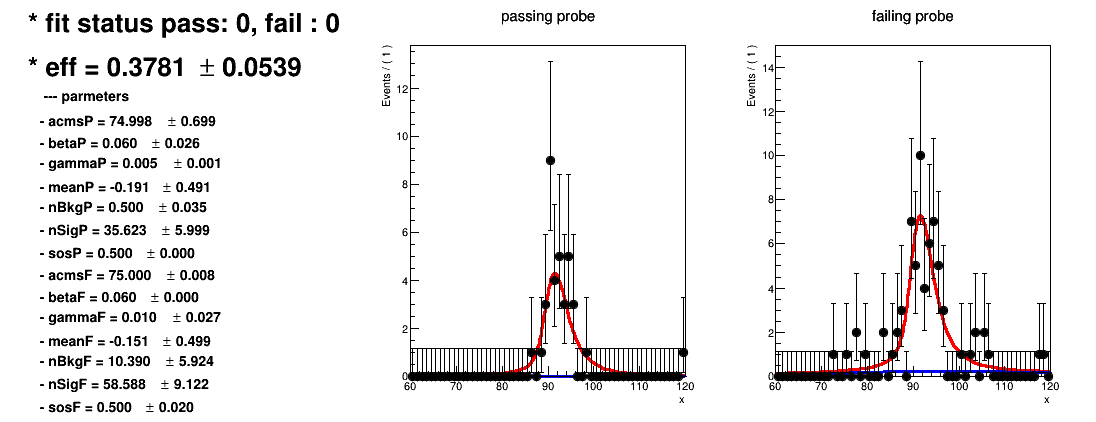 * fit status pass: 0, fail : 0
* eff = 0.3781 ± 0.0539
--- parmeters
- acmsP = 74.998 ± 0.699
- betaP = 0.060 ± 0.026
- gammaP = 0.005 ± 0.001
- meanP = -0.191 ± 0.491
- nBkgP = 0.500 ± 0.035
- nSigP = 35.623 ± 5.999
- sosP = 0.500 ± 0.000
- acmsF = 75.000 ± 0.008
- betaF = 0.060 ± 0.000
- gammaF = 0.010 ± 0.027
- meanF = -0.151 ± 0.499
- nBkgF = 10.390 ± 5.924
- nSigF = 58.588 ± 9.122
- sosF = 0.500 ± 0.020
passing probe
Events / ( 1 )
12
10
8
6
4
2
0
60 70 80 90 100 110 120
x
failing probe
Events / ( 1 )
14
12
10
8
6
4
2
0
60 70 80 90 100 110 120
x